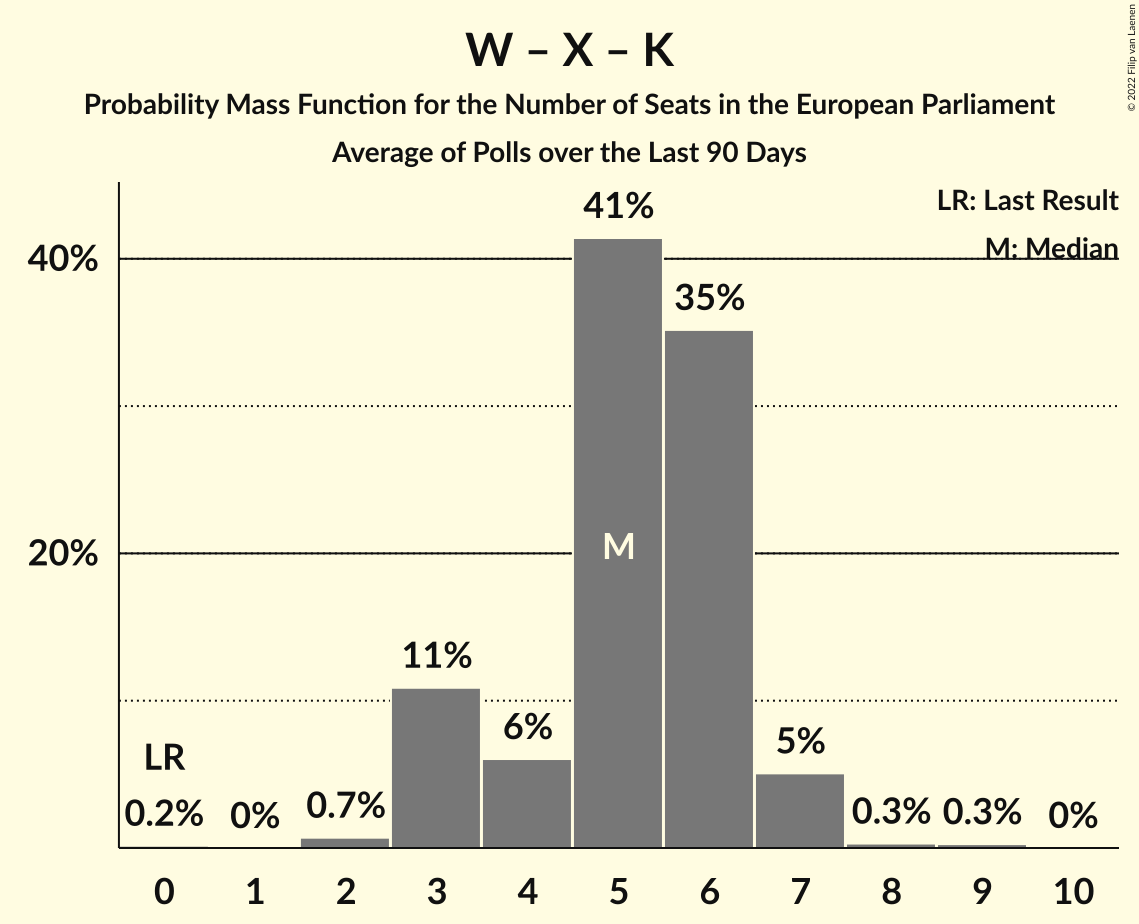 W – X – K
Probability Mass Function for the Number of Seats in the European Parliament
Average of Polls over the Last 90 Days
© 2022 Filip van Laenen
LR: Last Result
M: Median
40%
20%
LR
0.2%
0%
0.7%
11%
6%
41%
M
35%
5%
0.3%
0.3%
0%
0 1 2 3 4 5 6 7 8 9 10